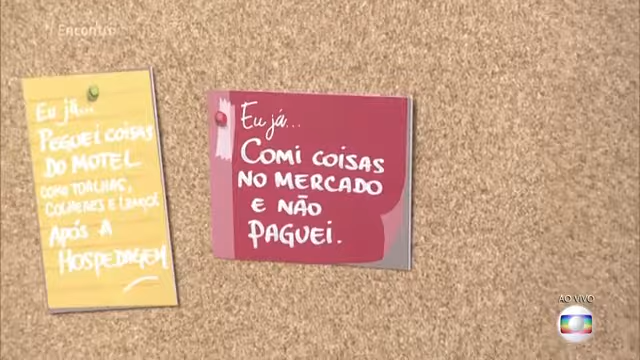 Encontro
Eu já...
PEGUEI COISAS
DO MOTEL
COMO TOALHAS,
COLHERES E LENÇOL
APÓS A
HOSPEDAGEM
Eu já...
COMI COISAS
NO MERCADO
E NÃO
PAGUEI.
AO VIVO